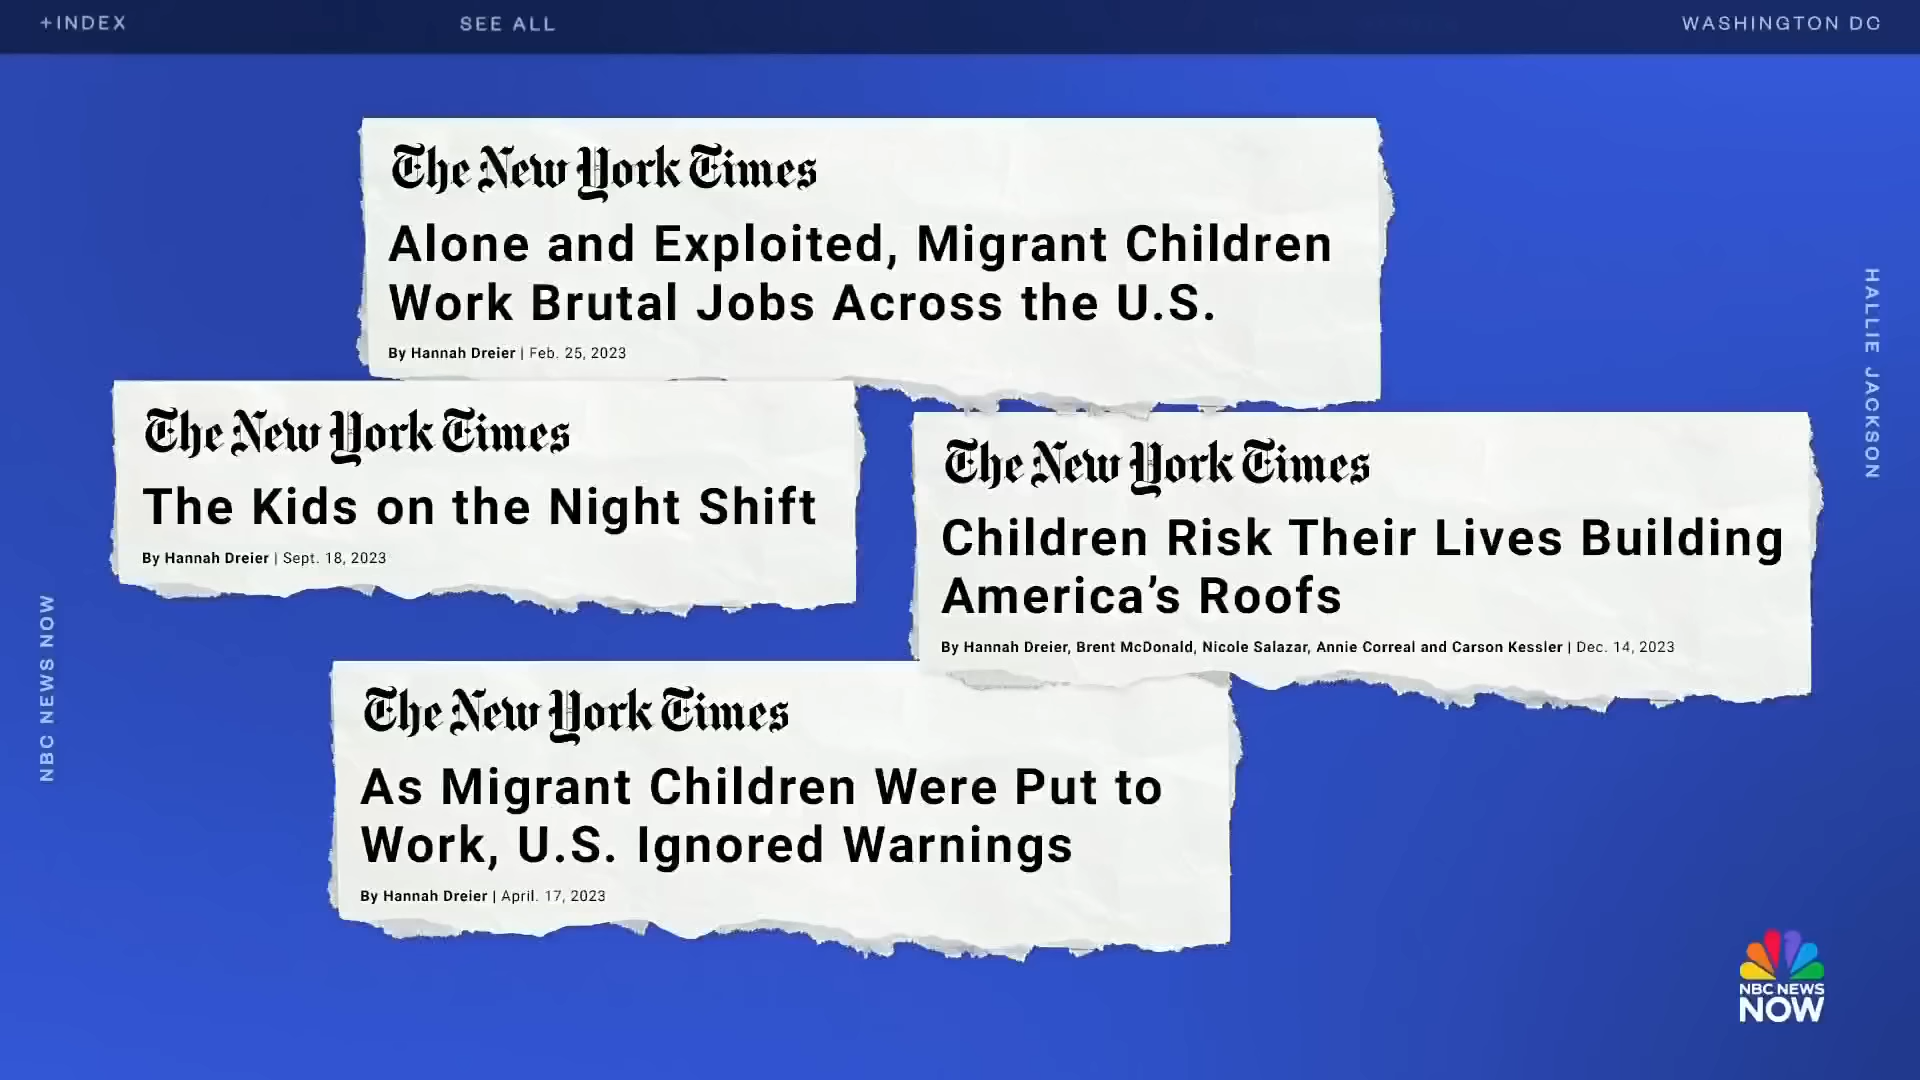 +INDEX
SEE ALL
WASHINGTON DC
The New York Times
Alone and Exploited, Migrant Children
Work Brutal Jobs Across the U.S.
By Hannah Dreier | Feb. 25, 2023
The New York Times
The Kids on the Night Shift
By Hannah Dreier | Sept. 18, 2023
The New York Times
Children Risk Their Lives Building
America’s Roofs
By Hannah Dreier, Brent McDonald, Nicole Salazar, Annie Correal and Carson Kessler | Dec. 14, 2023
The New York Times
As Migrant Children Were Put to
Work, U.S. Ignored Warnings
By Hannah Dreier | April. 17, 2023
HALLIE JACKSON
NBC NEWS NOW
NBC NEWS
NOW